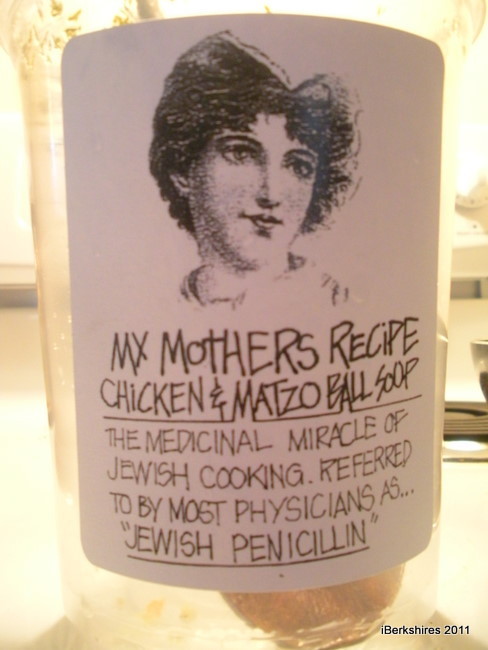 MY MOTHERS RECIPE
CHICKEN & MATZO BALL SOOP
THE MEDICINAL MIRACLE OF
JEWISH COOKING. REFERRED
TO BY MOST PHYSICIANS AS...
"JEWISH PENICILLIN"
iBerkshires 2011